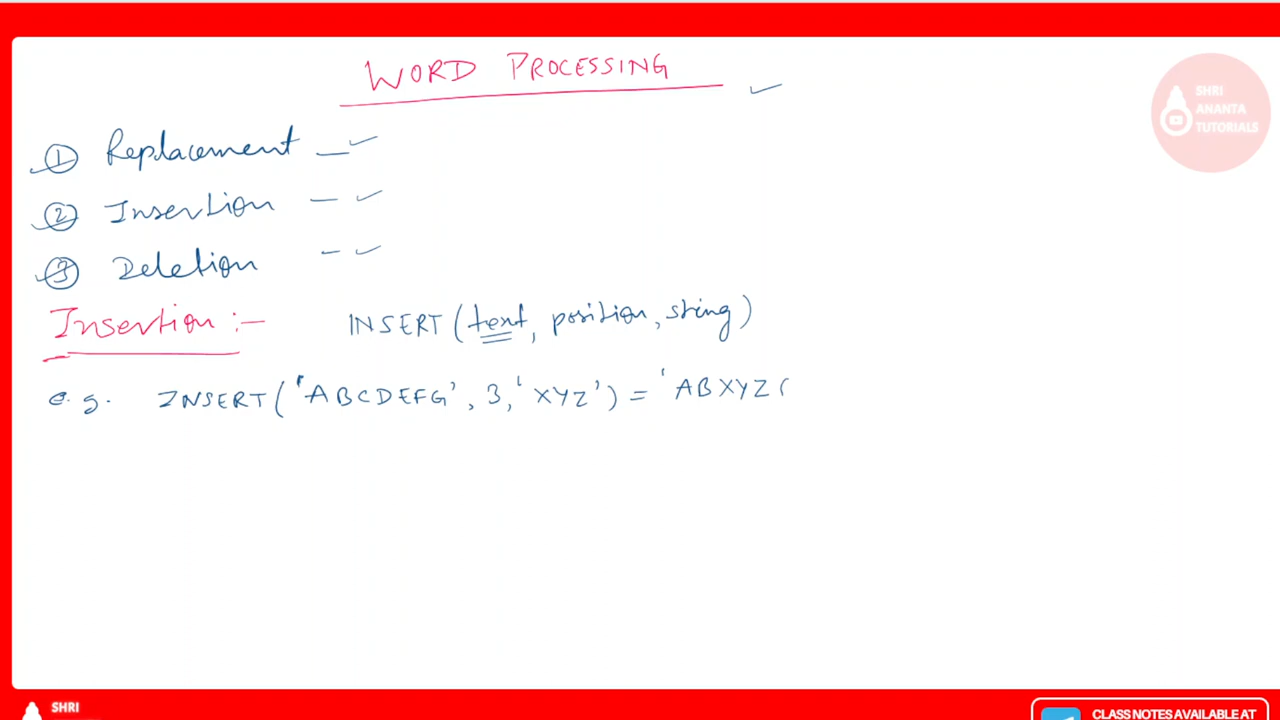 WORD PROCESSING
SHRI
ANANTA
TUTORIALS
① Replacement –
② Insertion –
③ Deletion –
Insertion :- INSERT(text, position, string)
e.g. INSERT('ABCDEFG', 3, 'XYZ') = 'ABXYZC
SHRI
CLASS NOTES AVAILABLE AT